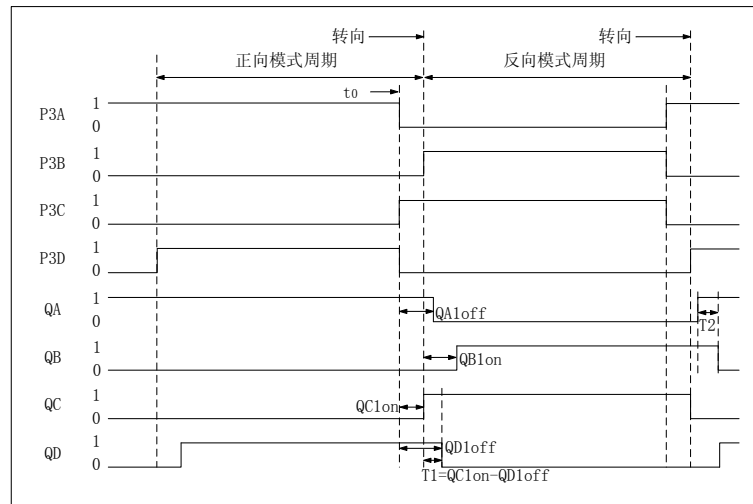 转向 转向
正向模式周期 反向模式周期
t0
P3A 1
0
P3B 1
0
P3C 1
0
P3D 1
0
QA 1
0
QA1off
T2
QB 1
0
QB1on
QC 1
0
QC1on
QD 1
0
QD1off
T1=QC1on-QD1off